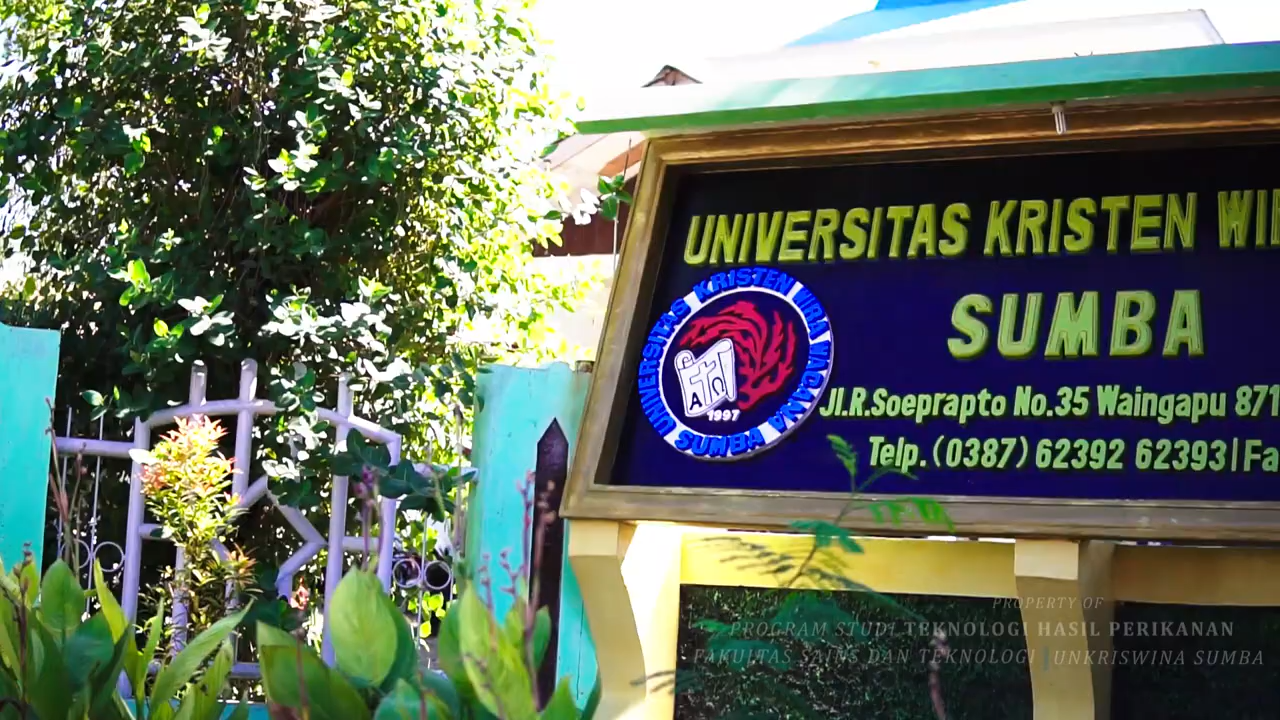 UNIVERSITAS KRISTEN WI
SUMBA
Jl.R.Soeprapto No.35 Waingapu 871
Telp. (0387) 62392 62393|Fa
UNIVERSITAS KRISTEN WIRA WACANA
SUMBA
Α Ω
1997
PROPERTY OF
PROGRAM STUDI TEKNOLOGI HASIL PERIKANAN
FAKULTAS SAINS DAN TEKNOLOGI | UNKRISWINA SUMBA